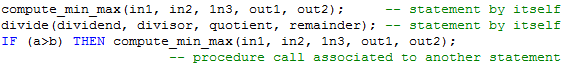 compute_min_max(in1, in2, 1n3, out1, out2);     -- statement by itself
divide(dividend, divisor, quotient, remainder); -- statement by itself
IF (a>b) THEN compute_min_max(in1, in2, 1n3, out1, out2);
                     -- procedure call associated to another statement